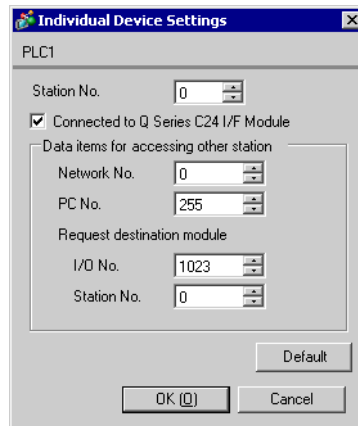 Individual Device Settings
PLC1
Station No. 0
Connected to Q Series C24 I/F Module
Data items for accessing other station
Network No. 0
PC No. 255
Request destination module
I/O No. 1023
Station No. 0
Default
OK (O) Cancel